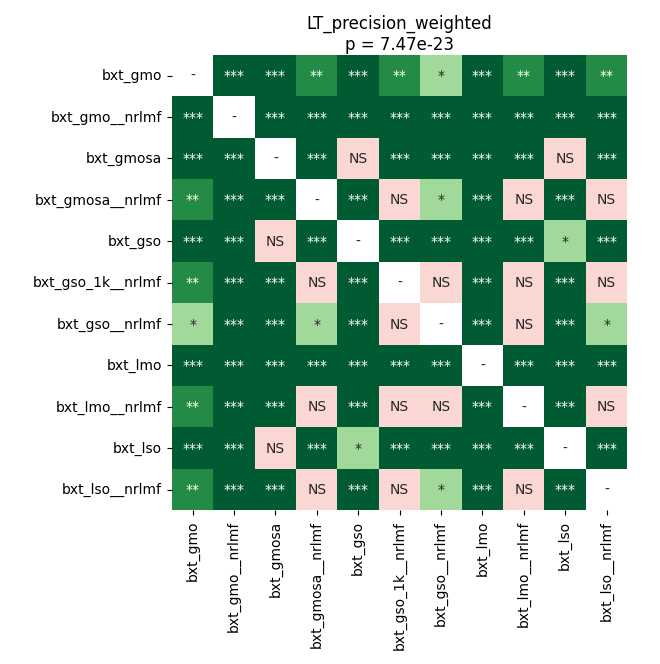 LT_precision_weighted
p = 7.47e-23
bxt_gmo - *** *** ** *** ** * *** ** *** **
bxt_gmo__nrlmf *** - *** *** *** *** *** *** *** *** ***
bxt_gmosa *** *** - *** NS *** *** *** *** NS ***
bxt_gmosa__nrlmf ** *** *** - *** NS * *** NS *** NS
bxt_gso *** *** NS *** - *** *** *** *** * ***
bxt_gso_1k__nrlmf ** *** *** NS *** - NS *** NS *** NS
bxt_gso__nrlmf * *** *** * *** NS - *** NS *** *
bxt_lmo *** *** *** *** *** *** *** - *** *** ***
bxt_lmo__nrlmf ** *** *** NS *** NS NS *** - *** NS
bxt_lso *** *** NS *** * *** *** *** *** - ***
bxt_lso__nrlmf ** *** *** NS *** NS * *** NS *** -
bxt_gmo
bxt_gmo__nrlmf
bxt_gmosa
bxt_gmosa__nrlmf
bxt_gso
bxt_gso_1k__nrlmf
bxt_gso__nrlmf
bxt_lmo
bxt_lmo__nrlmf
bxt_lso
bxt_lso__nrlmf